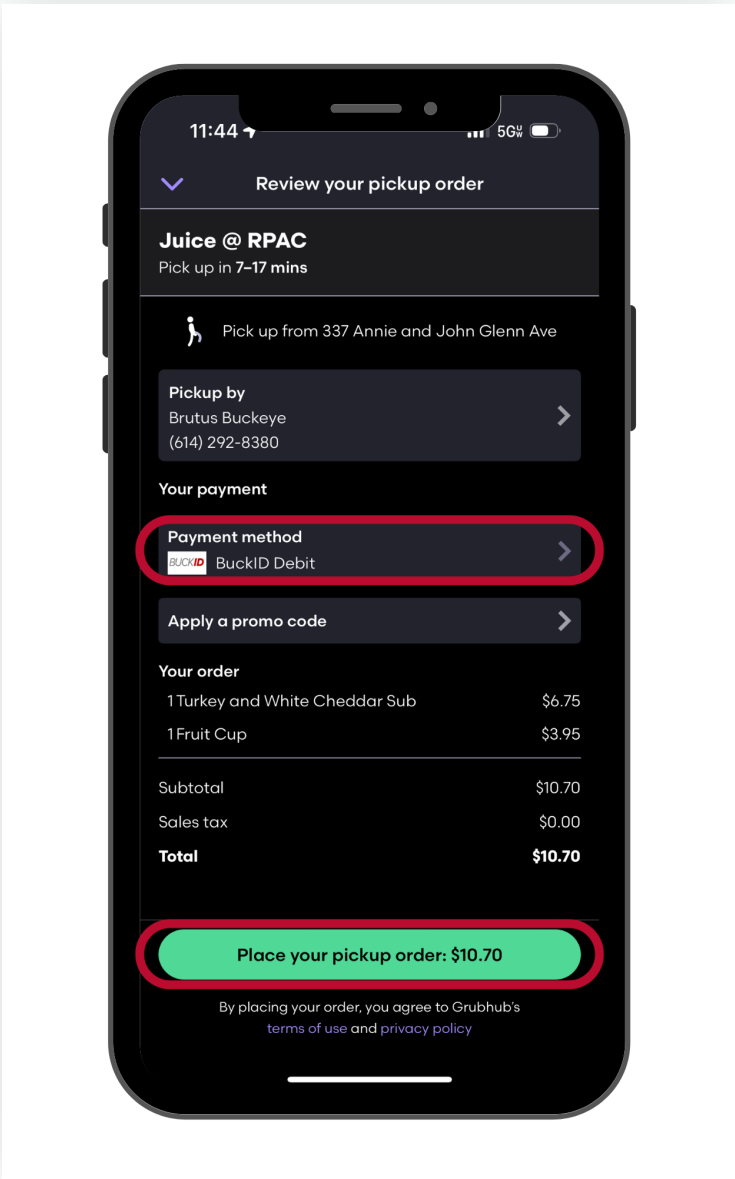 11:44 5G UW
Review your pickup order
Juice @ RPAC
Pick up in 7–17 mins
Pick up from 337 Annie and John Glenn Ave
Pickup by
Brutus Buckeye
(614) 292-8380
Your payment
Payment method
BUCKID BuckID Debit
Apply a promo code
Your order
1 Turkey and White Cheddar Sub $6.75
1 Fruit Cup $3.95
Subtotal $10.70
Sales tax $0.00
Total $10.70
Place your pickup order: $10.70
By placing your order, you agree to Grubhub's
terms of use and privacy policy